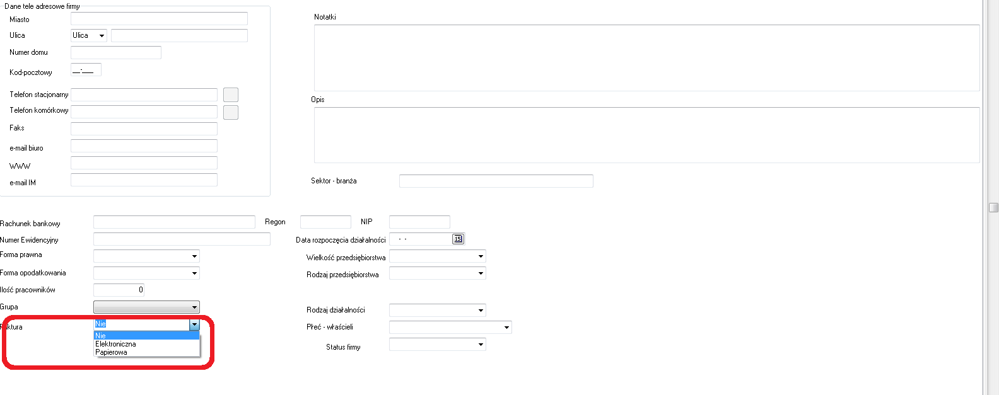 Dane tele adresowe firmy
Miasto
Ulica Ulica
Numer domu
Kod-pocztowy __-___
Telefon stacjonarny
Telefon komórkowy
Faks
e-mail biuro
WWW
e-mail IM
Notatki
Opis
Sektor - branża
Rachunek bankowy Regon NIP
Numer Ewidencyjny Data rozpoczęcia działalności - - 15
Forma prawna Wielkość przedsiębiorstwa
Forma opodatkowania Rodzaj przedsiębiorstwa
Ilość pracowników 0
Grupa Rodzaj działalności
Faktura Nie Płeć - właścieli
Nie
Elektroniczna Status firmy
Papierowa